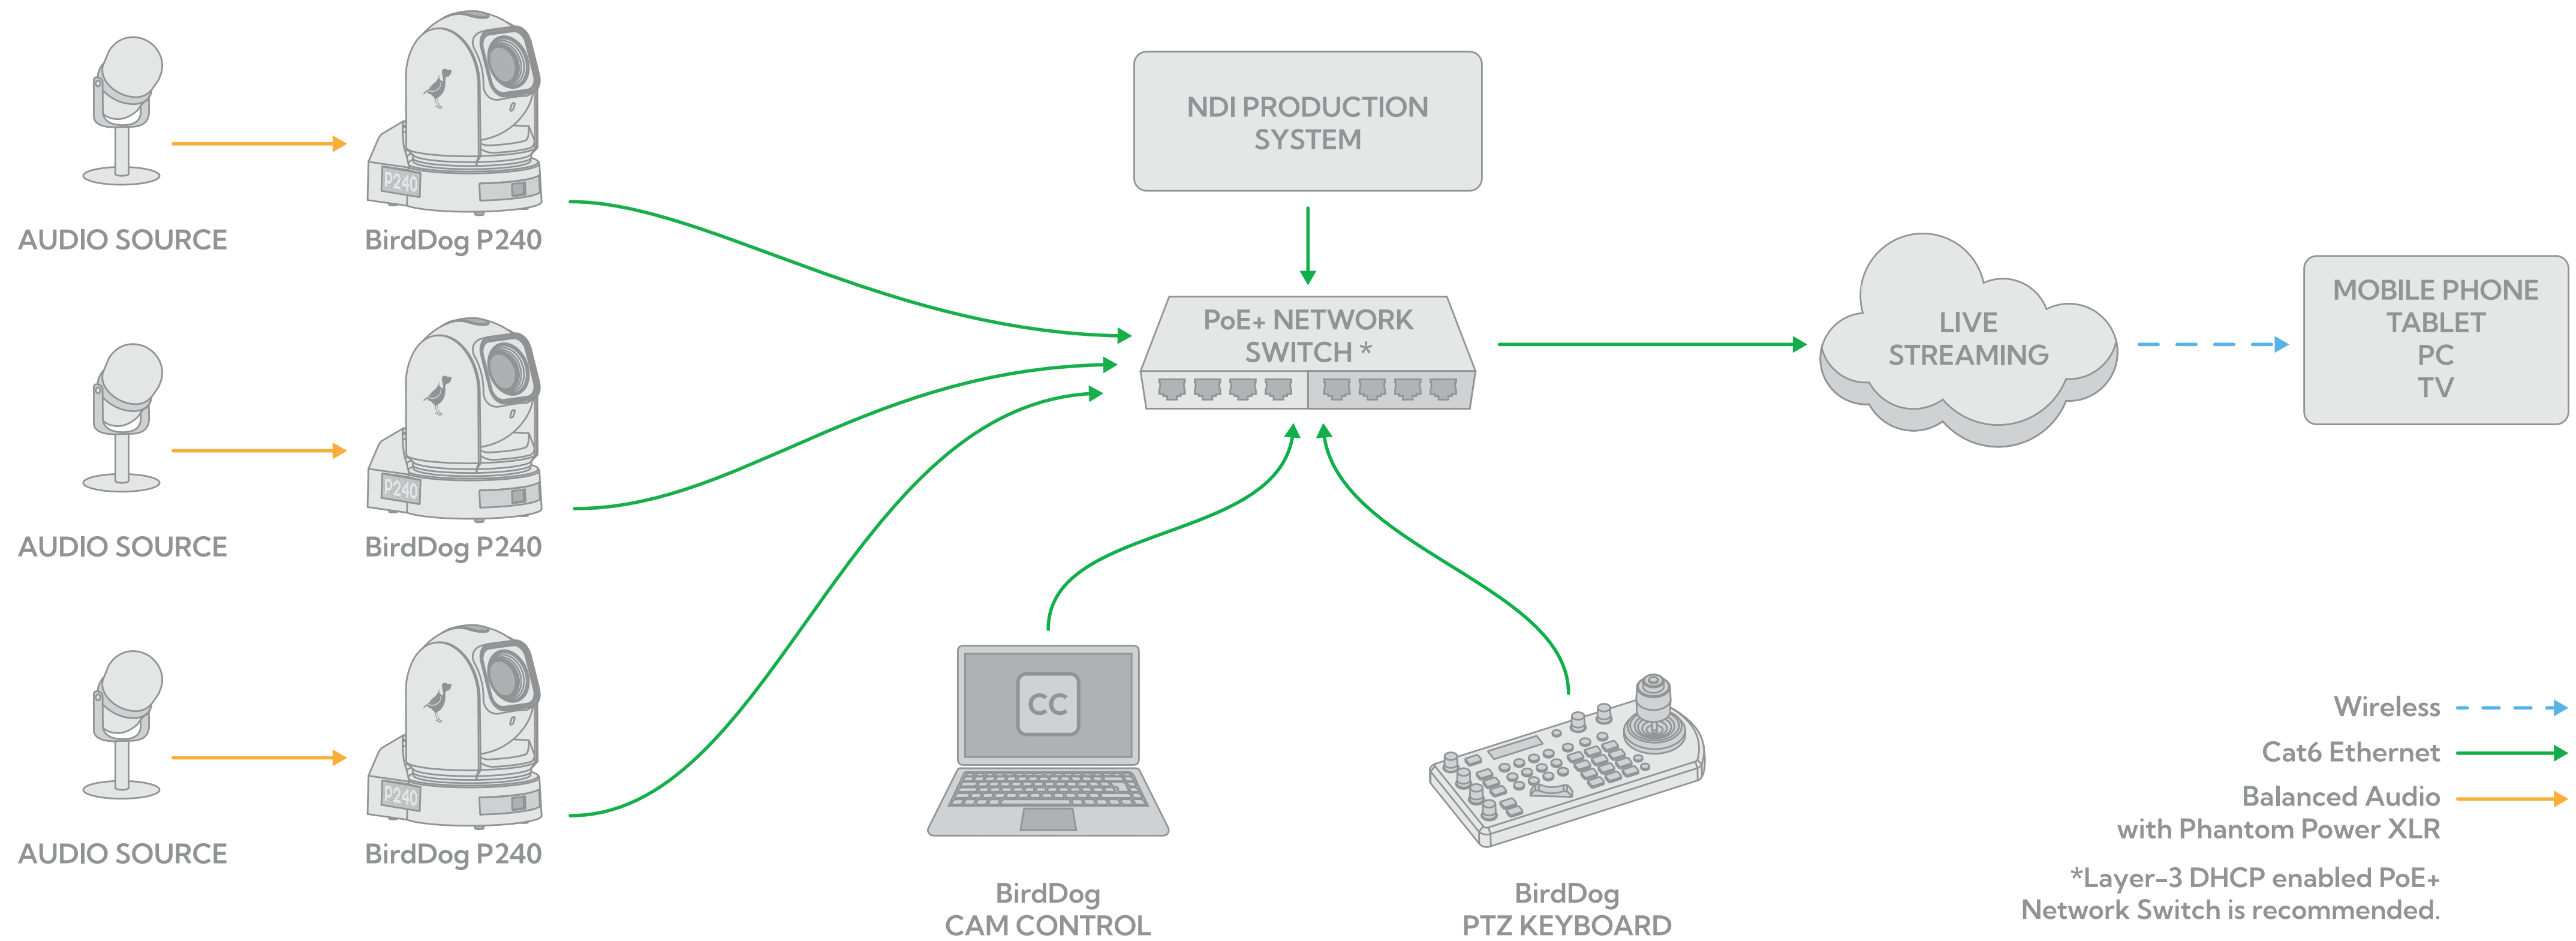 P240
AUDIO SOURCE
BirdDog P240
P240
AUDIO SOURCE
BirdDog P240
P240
AUDIO SOURCE
BirdDog P240
NDI PRODUCTION
SYSTEM
PoE+ NETWORK
SWITCH *
LIVE
STREAMING
MOBILE PHONE
TABLET
PC
TV
CC
BirdDog
CAM CONTROL
BirdDog
PTZ KEYBOARD
Wireless
Cat6 Ethernet
Balanced Audio
with Phantom Power XLR
*Layer-3 DHCP enabled PoE+
Network Switch is recommended.